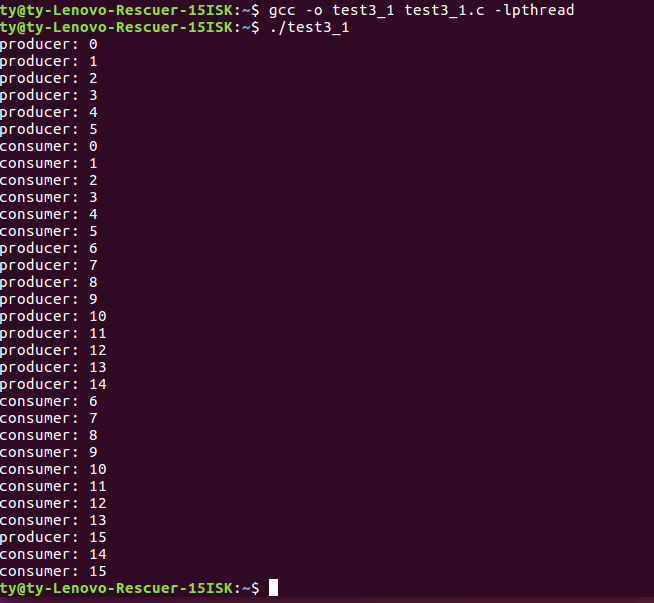 ty@ty-Lenovo-Rescuer-15ISK:~$ gcc -o test3_1 test3_1.c -lpthread
ty@ty-Lenovo-Rescuer-15ISK:~$ ./test3_1
producer: 0
producer: 1
producer: 2
producer: 3
producer: 4
producer: 5
consumer: 0
consumer: 1
consumer: 2
consumer: 3
consumer: 4
consumer: 5
producer: 6
producer: 7
producer: 8
producer: 9
producer: 10
producer: 11
producer: 12
producer: 13
producer: 14
consumer: 6
consumer: 7
consumer: 8
consumer: 9
consumer: 10
consumer: 11
consumer: 12
consumer: 13
producer: 15
consumer: 14
consumer: 15
ty@ty-Lenovo-Rescuer-15ISK:~$